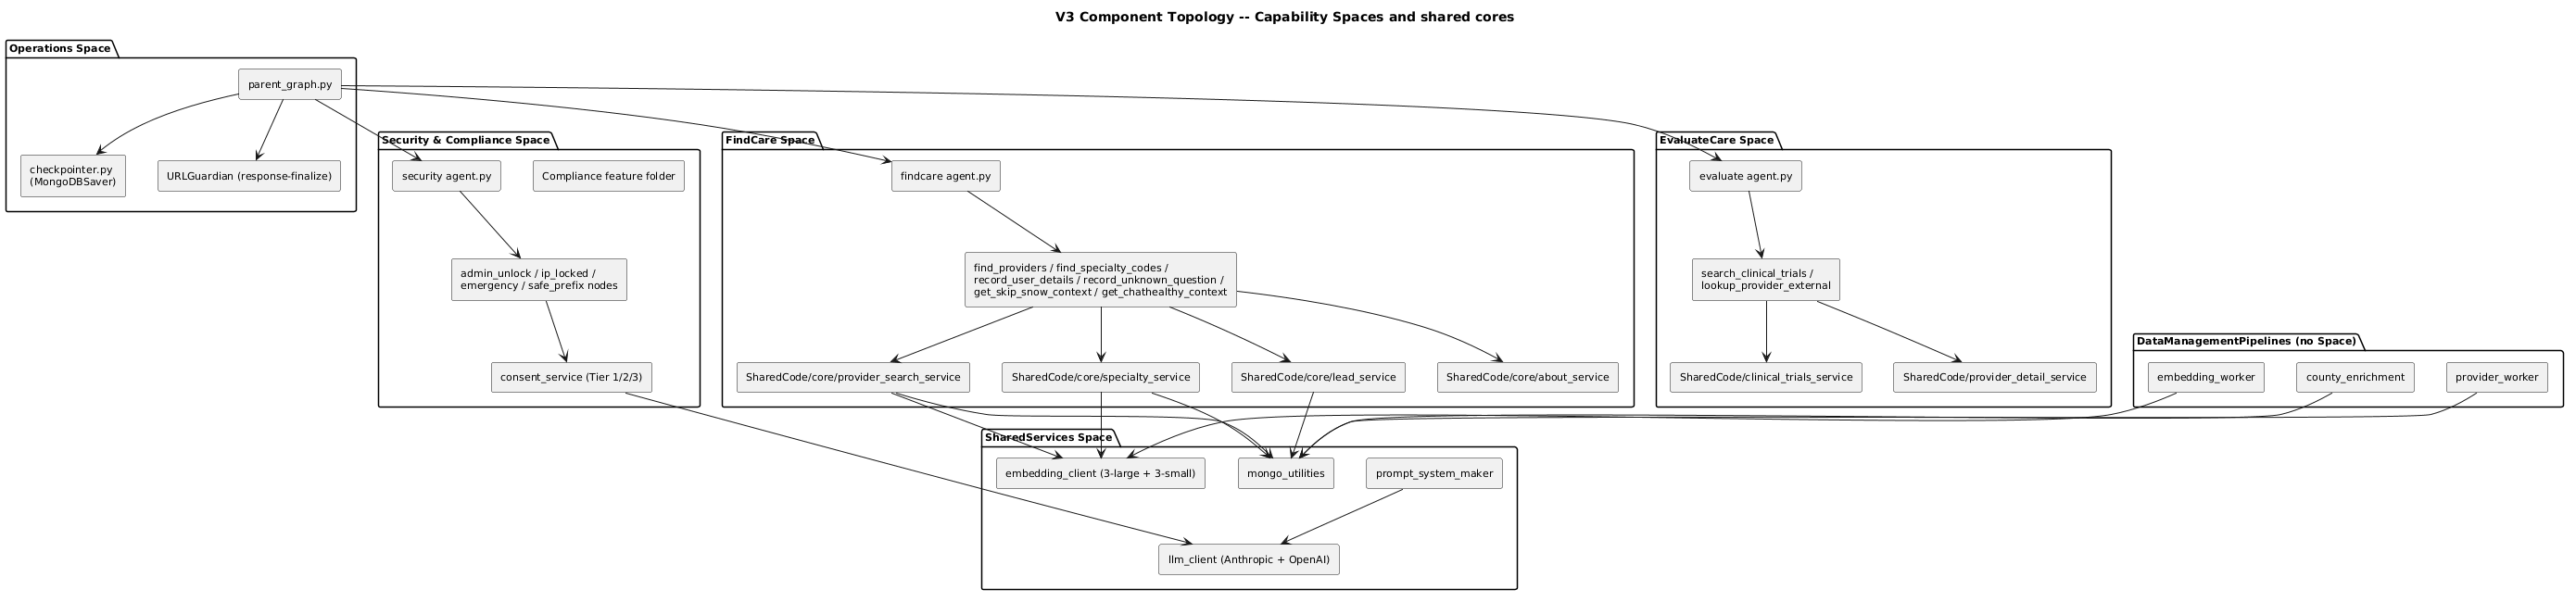 V3 Component Topology -- Capability Spaces and shared cores
Operations Space
parent_graph.py
checkpointer.py
(MongoDBSaver)
URLGuardian (response-finalize)
Security & Compliance Space
security agent.py
Compliance feature folder
admin_unlock / ip_locked /
emergency / safe_prefix nodes
consent_service (Tier 1/2/3)
FindCare Space
findcare agent.py
find_providers / find_specialty_codes /
record_user_details / record_unknown_question /
get_skip_snow_context / get_chathealthy_context
SharedCode/core/provider_search_service
SharedCode/core/specialty_service
SharedCode/core/lead_service
SharedCode/core/about_service
EvaluateCare Space
evaluate agent.py
search_clinical_trials /
lookup_provider_external
SharedCode/clinical_trials_service
SharedCode/provider_detail_service
DataManagementPipelines (no Space)
embedding_worker
county_enrichment
provider_worker
SharedServices Space
embedding_client (3-large + 3-small)
mongo_utilities
prompt_system_maker
llm_client (Anthropic + OpenAI)